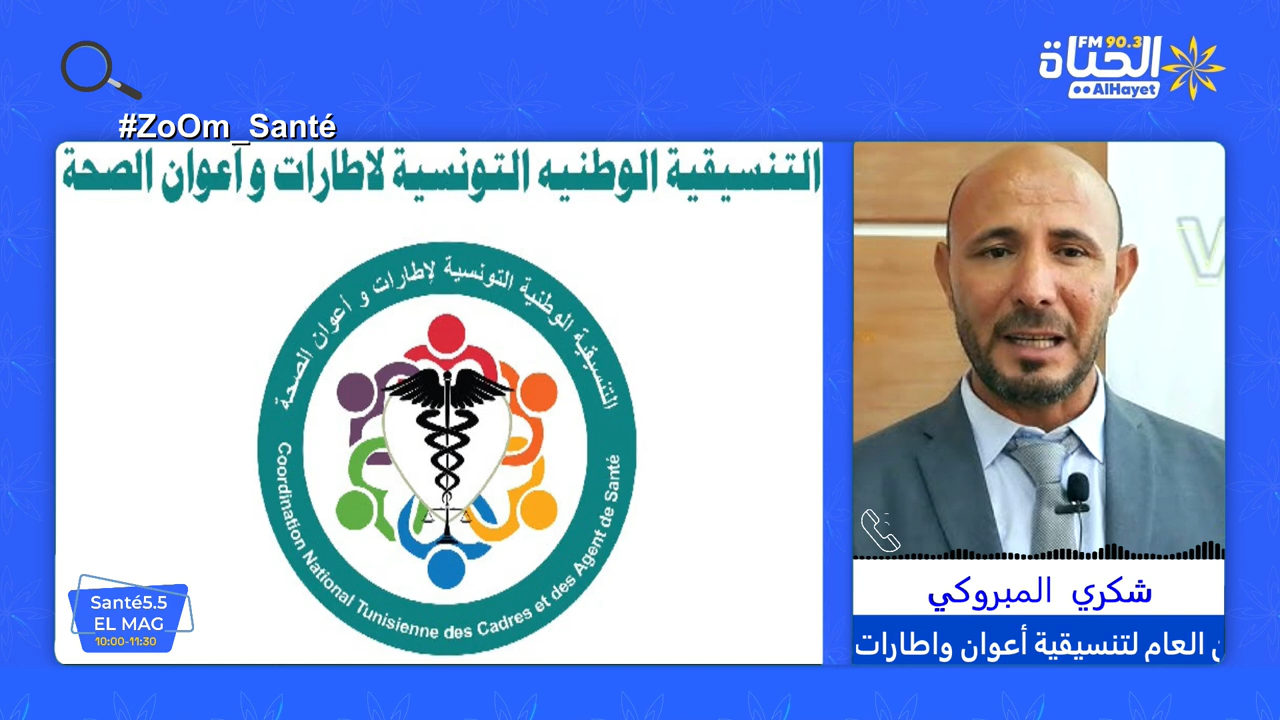 FM 90.3
الحياة
AlHayet
#ZoOm_Santé
التنسيقية الوطنيه التونسية لاطارات و أعوان الصحة
التنسيقية الوطنية التونسية لإطارات و أعوان الصحة
Coordination National Tunisienne des Cadres et des Agent de Santé
شكري المبروكي
العام لتنسيقية أعوان واطارات
Santé5.5
EL MAG
10:00-11:30